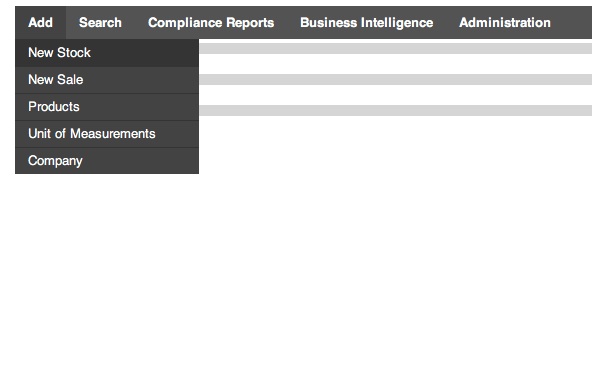 Add Search Compliance Reports Business Intelligence Administration
New Stock
New Sale
Products
Unit of Measurements
Company